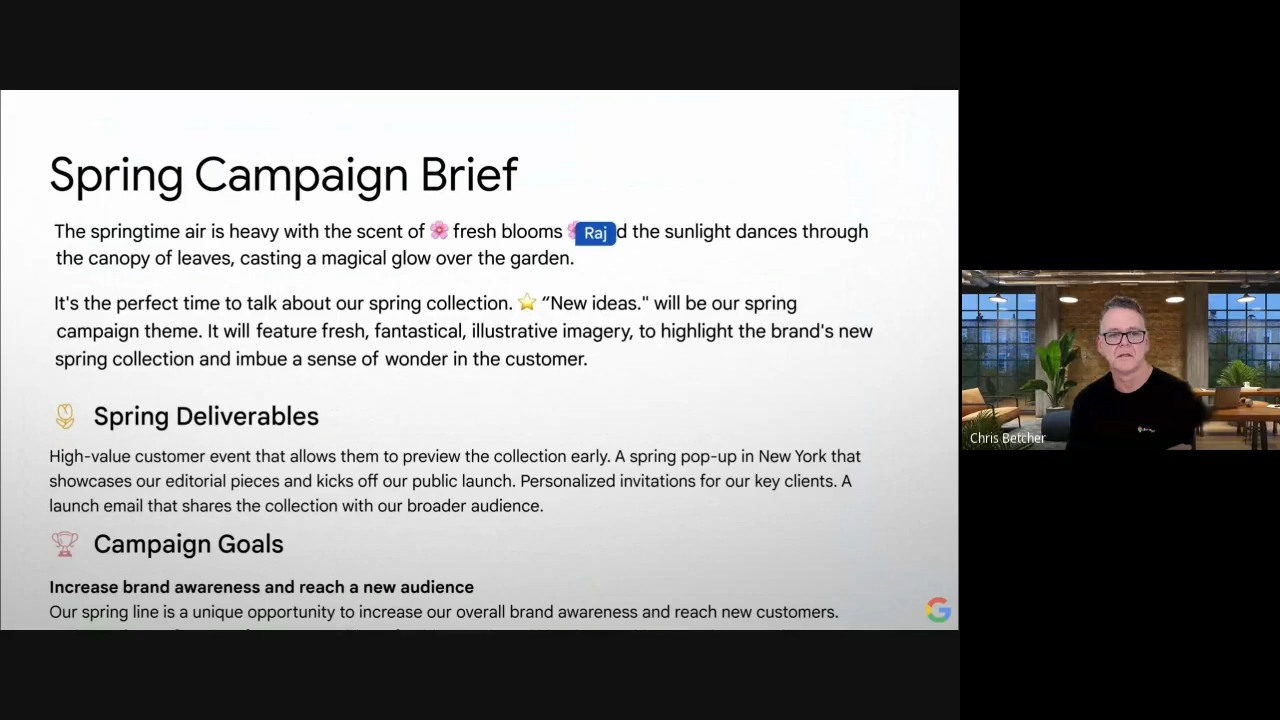 Spring Campaign Brief
The springtime air is heavy with the scent of 🌸 fresh blooms 🌸 Raj d the sunlight dances through
the canopy of leaves, casting a magical glow over the garden.
It's the perfect time to talk about our spring collection. ⭐ “New ideas." will be our spring
campaign theme. It will feature fresh, fantastical, illustrative imagery, to highlight the brand's new
spring collection and imbue a sense of wonder in the customer.
Spring Deliverables
High-value customer event that allows them to preview the collection early. A spring pop-up in New York that
showcases our editorial pieces and kicks off our public launch. Personalized invitations for our key clients. A
launch email that shares the collection with our broader audience.
Campaign Goals
Increase brand awareness and reach a new audience
Our spring line is a unique opportunity to increase our overall brand awareness and reach new customers.
Chris Betcher